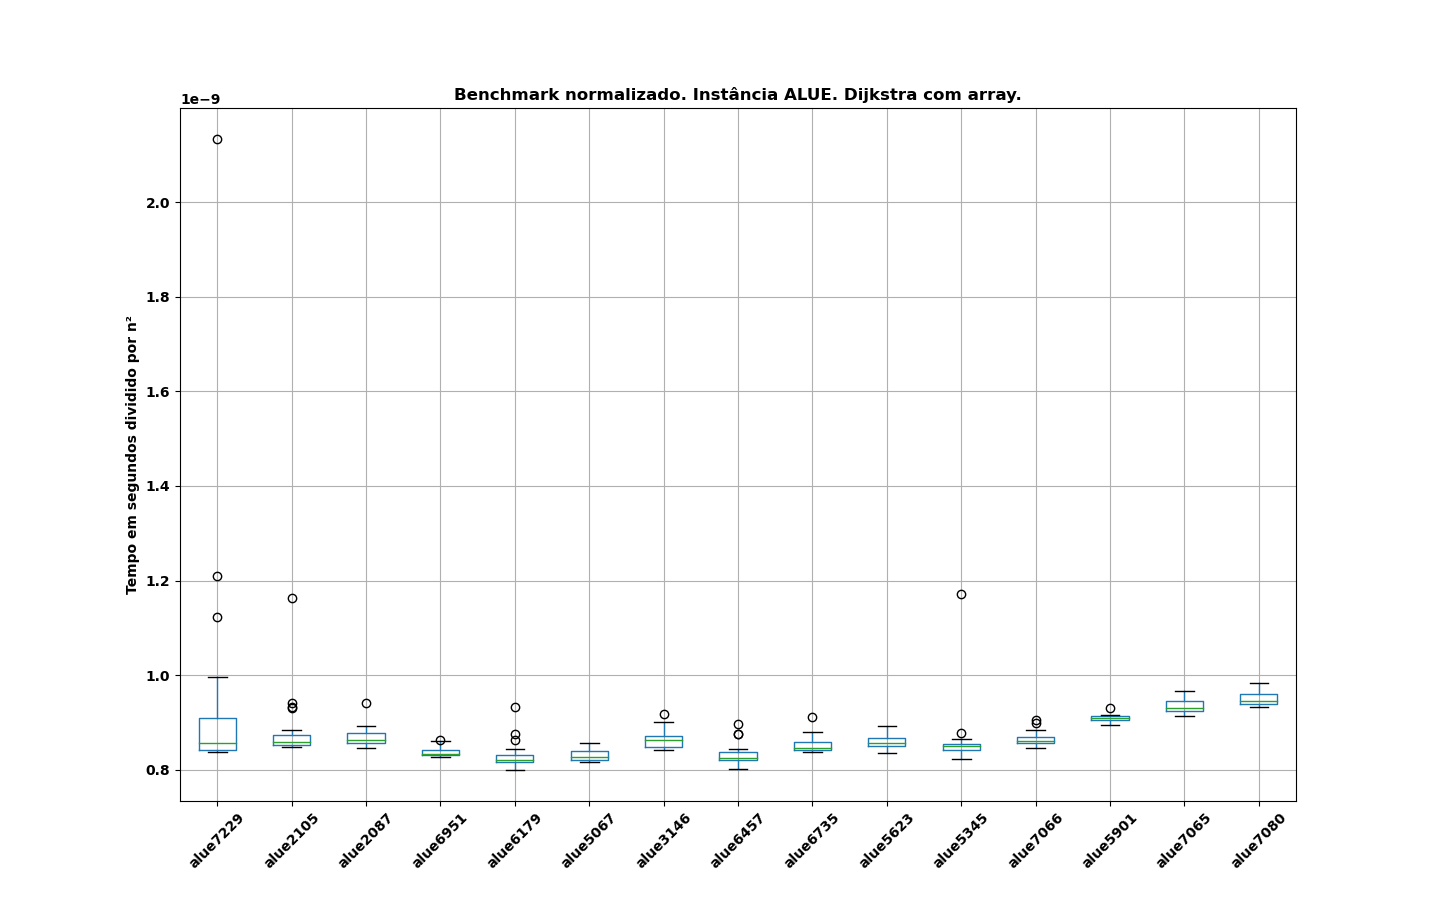 Benchmark normalizado. Instância ALUE. Dijkstra com array.
1e−9
Tempo em segundos dividido por n²
2.0
1.8
1.6
1.4
1.2
1.0
0.8
alue7229 alue2105 alue2087 alue6951 alue6179 alue5067 alue3146 alue6457 alue6735 alue5623 alue5345 alue7066 alue5901 alue7065 alue7080